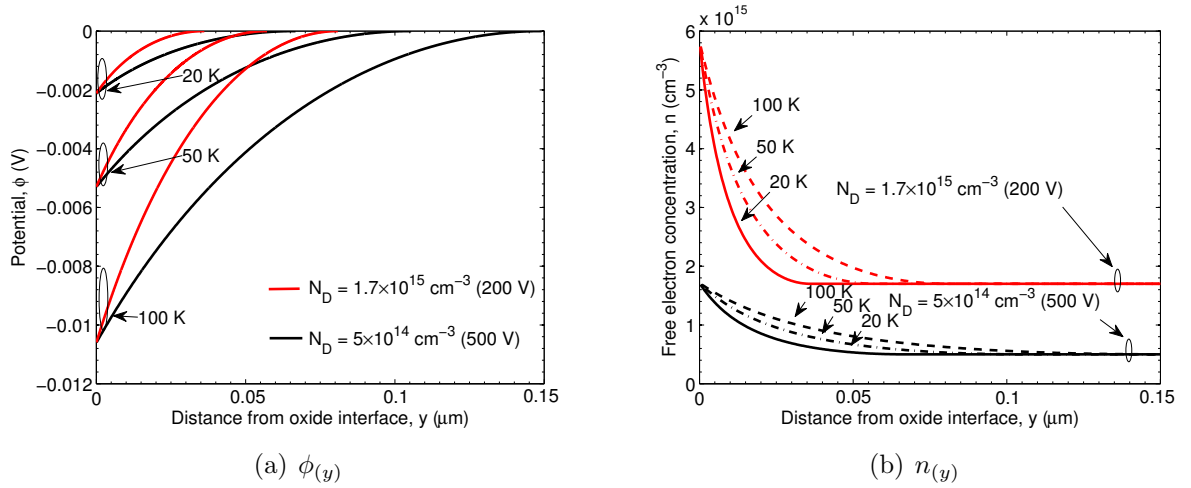 0
−0.002
−0.004
−0.006
−0.008
−0.01
−0.012
Potential, ϕ (V)
20 K
50 K
100 K
N_D = 1.7×10^15 cm^−3 (200 V)
N_D = 5×10^14 cm^−3 (500 V)
0 0.05 0.1 0.15
Distance from oxide interface, y (μm)
(a) ϕ_(y)
x 10^15
6
5
4
3
2
1
0
Free electron concentration, n (cm^−3)
100 K
50 K
20 K
N_D = 1.7×10^15 cm^−3 (200 V)
100 K
50 K
20 K
N_D = 5×10^14 cm^−3 (500 V)
0 0.05 0.1 0.15
Distance from oxide interface, y (μm)
(b) n_(y)